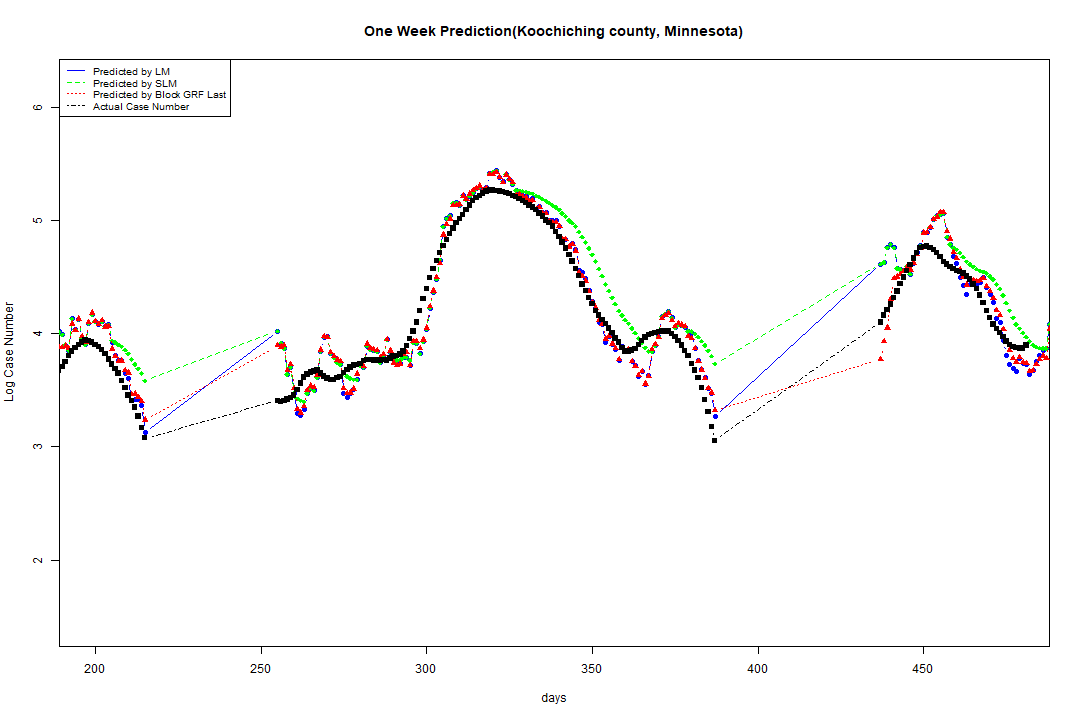 One Week Prediction(Koochiching county, Minnesota)
Predicted by LM
Predicted by SLM
Predicted by Block GRF Last
Actual Case Number
Log Case Number
6
5
4
3
2
200 250 300 350 400 450
days